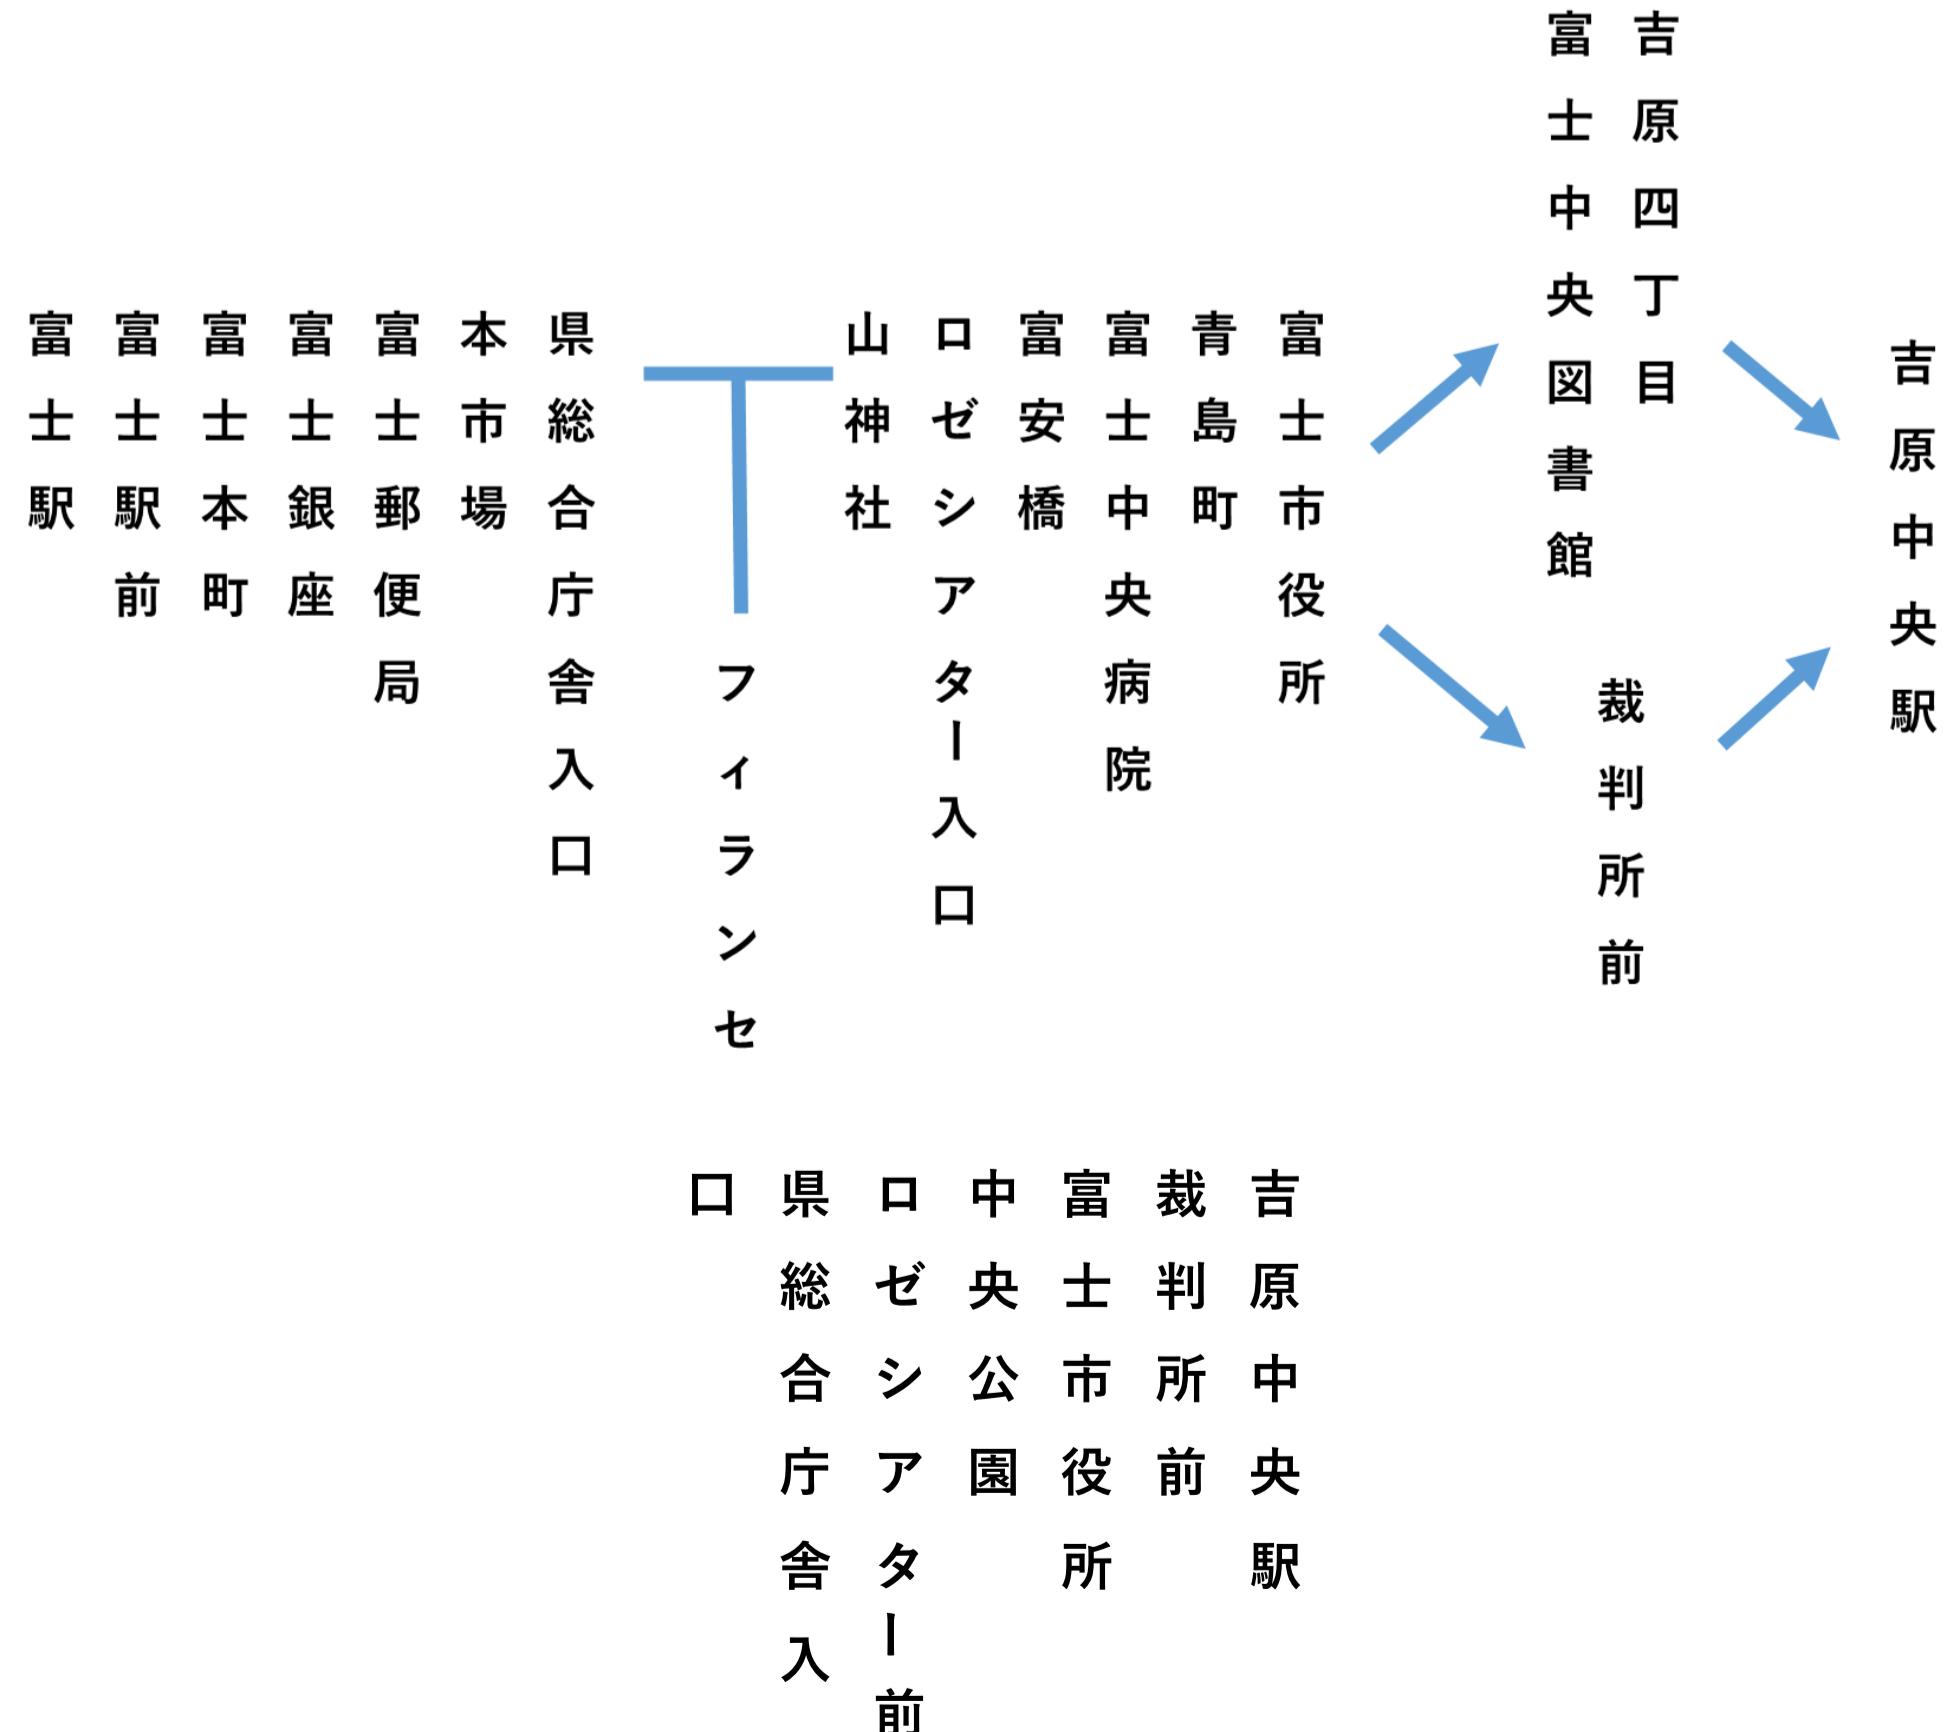 富士駅
富士駅前
富士本町
富士銀座
富士郵便局
本市場
県総合庁舎入口
フィランセ
山神社
ロゼシアター入口
富安橋
富士中央病院
青島町
富士市役所
富士中央図書館
吉原四丁目
裁判所前
吉原中央駅
吉原中央駅
裁判所前
富士市役所
中央公園
ロゼシアター前
県総合庁舎入
口